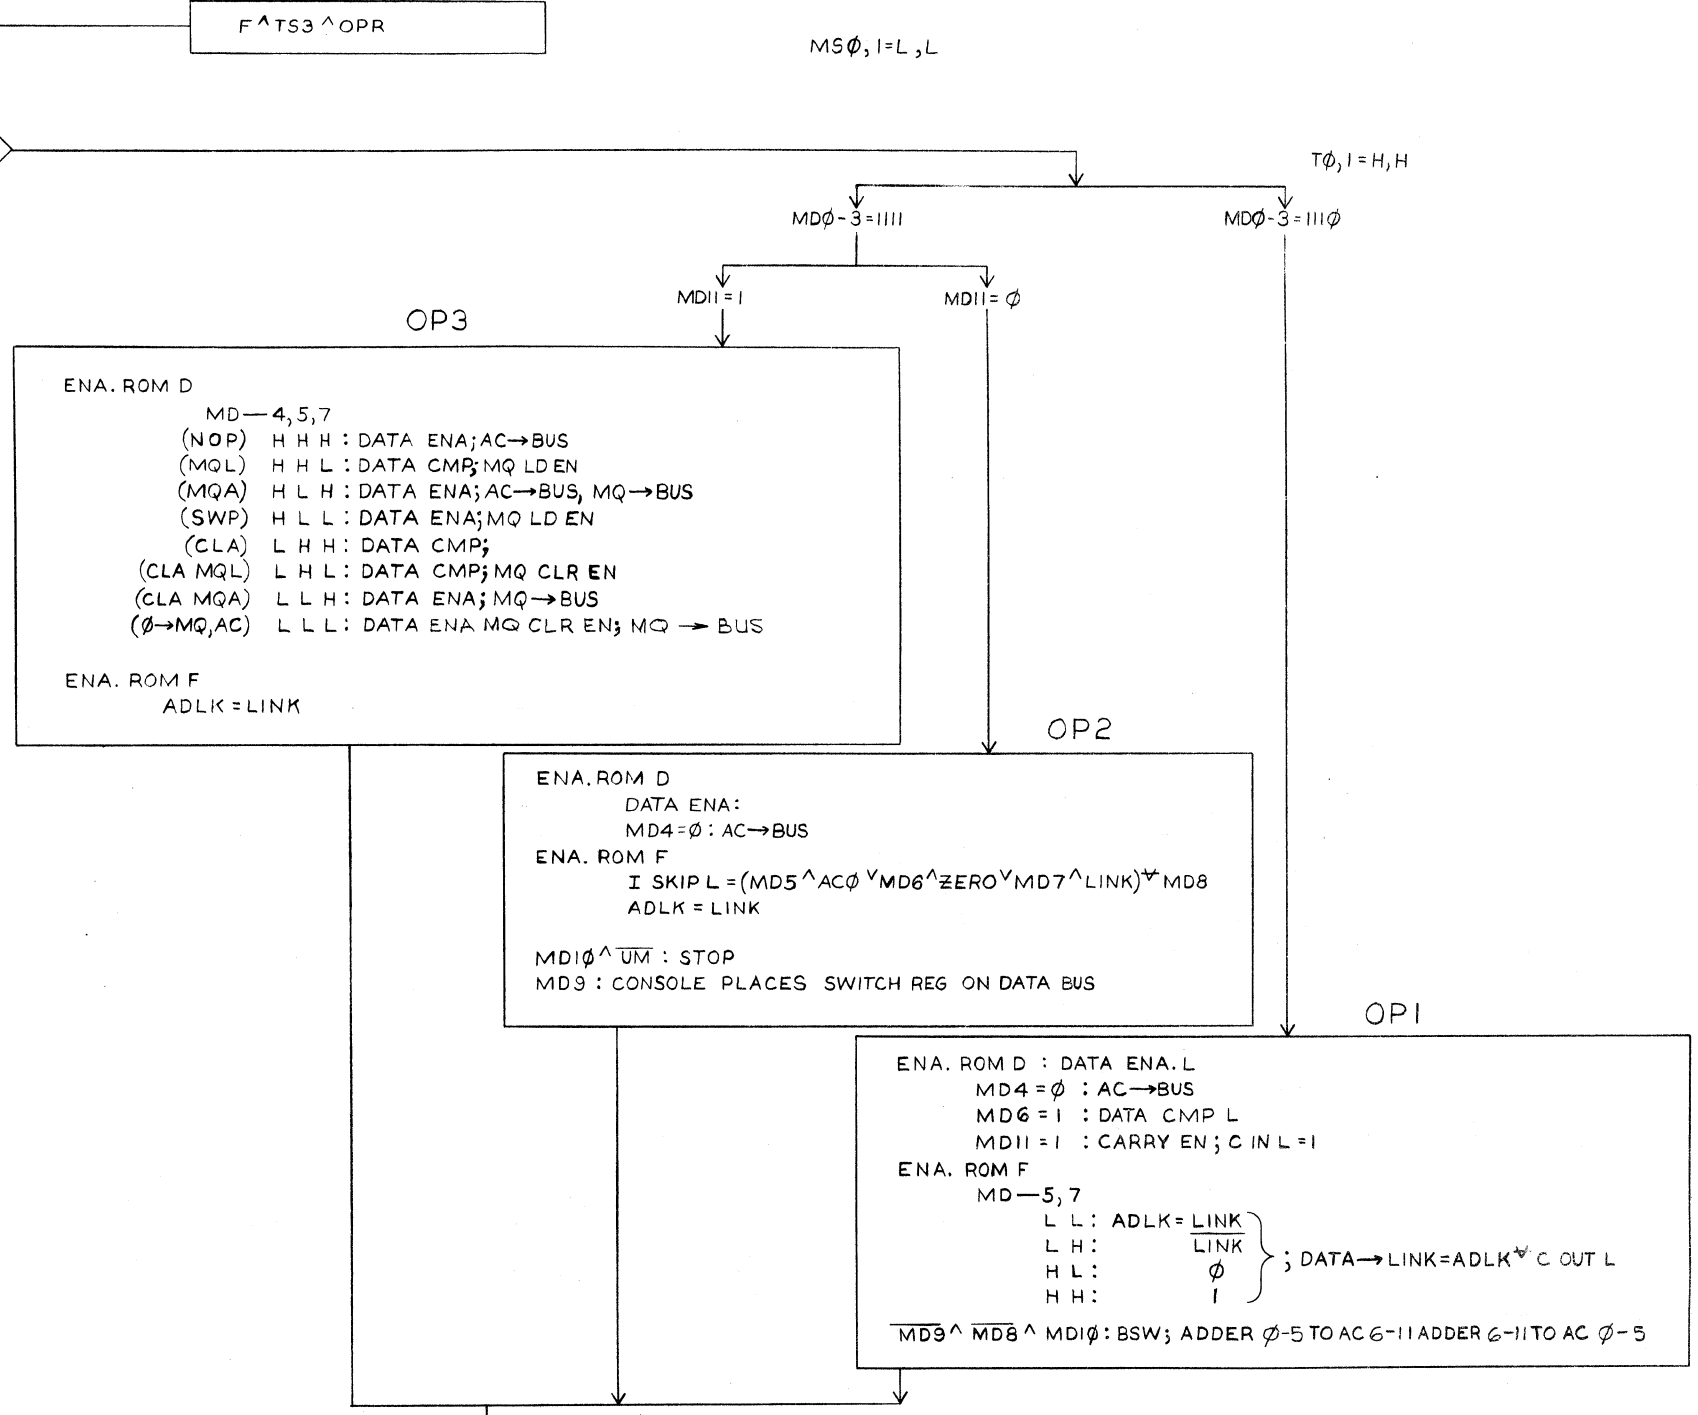 F ^ TS3 ^ OPR
MSØ, 1=L, L
TØ, 1=H, H
MDØ-3=1111
MDØ-3=111Ø
MD11=1
MD11=Ø
OP3
ENA. ROM D
MD—4,5,7
(NOP) H H H : DATA ENA; AC→BUS
(MQL) H H L : DATA CMP; MQ LD EN
(MQA) H L H : DATA ENA; AC→BUS, MQ→BUS
(SWP) H L L : DATA ENA; MQ LD EN
(CLA) L H H : DATA CMP;
(CLA MQL) L H L : DATA CMP; MQ CLR EN
(CLA MQA) L L H : DATA ENA; MQ→BUS
(Ø→MQ,AC) L L L : DATA ENA MQ CLR EN; MQ → BUS
ENA. ROM F
ADLK = LINK
OP2
ENA. ROM D
DATA ENA:
MD4=Ø : AC→BUS
ENA. ROM F
I SKIP L = (MD5 ^ ACØ v MD6 ^ ZERO v MD7 ^ LINK) ⊻ MD8
ADLK = LINK
MD1Ø ^ U̅M̅ : STOP
MD9 : CONSOLE PLACES SWITCH REG ON DATA BUS
OP1
ENA. ROM D : DATA ENA. L
MD4 = Ø : AC→BUS
MD6 = 1 : DATA CMP L
MD11 = 1 : CARRY EN; C IN L = 1
ENA. ROM F
MD—5, 7
L L : ADLK = LINK
L H : L̅I̅N̅K̅
H L : Ø
H H : 1
; DATA→LINK=ADLK ⊻ C OUT L
M̅D̅9̅ ^ M̅D̅8̅ ^ MD1Ø : BSW; ADDER Ø-5 TO AC 6-11 ADDER 6-11 TO AC Ø-5